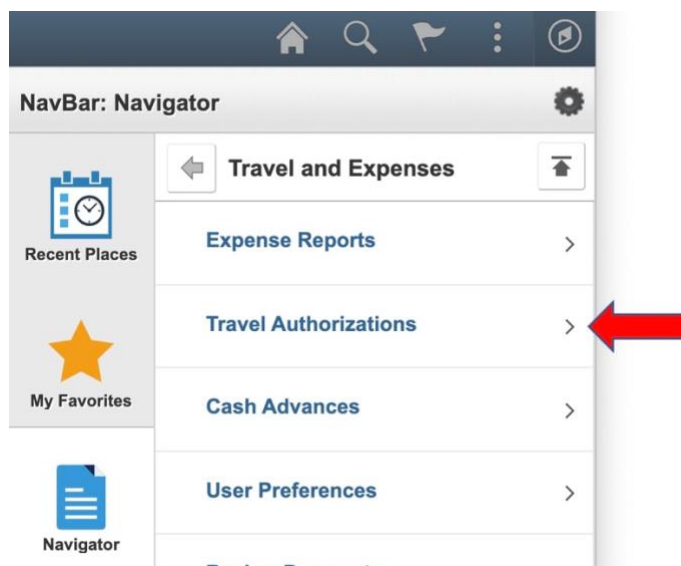 NavBar: Navigator
Travel and Expenses
Recent Places
Expense Reports
Travel Authorizations
My Favorites
Cash Advances
User Preferences
Navigator